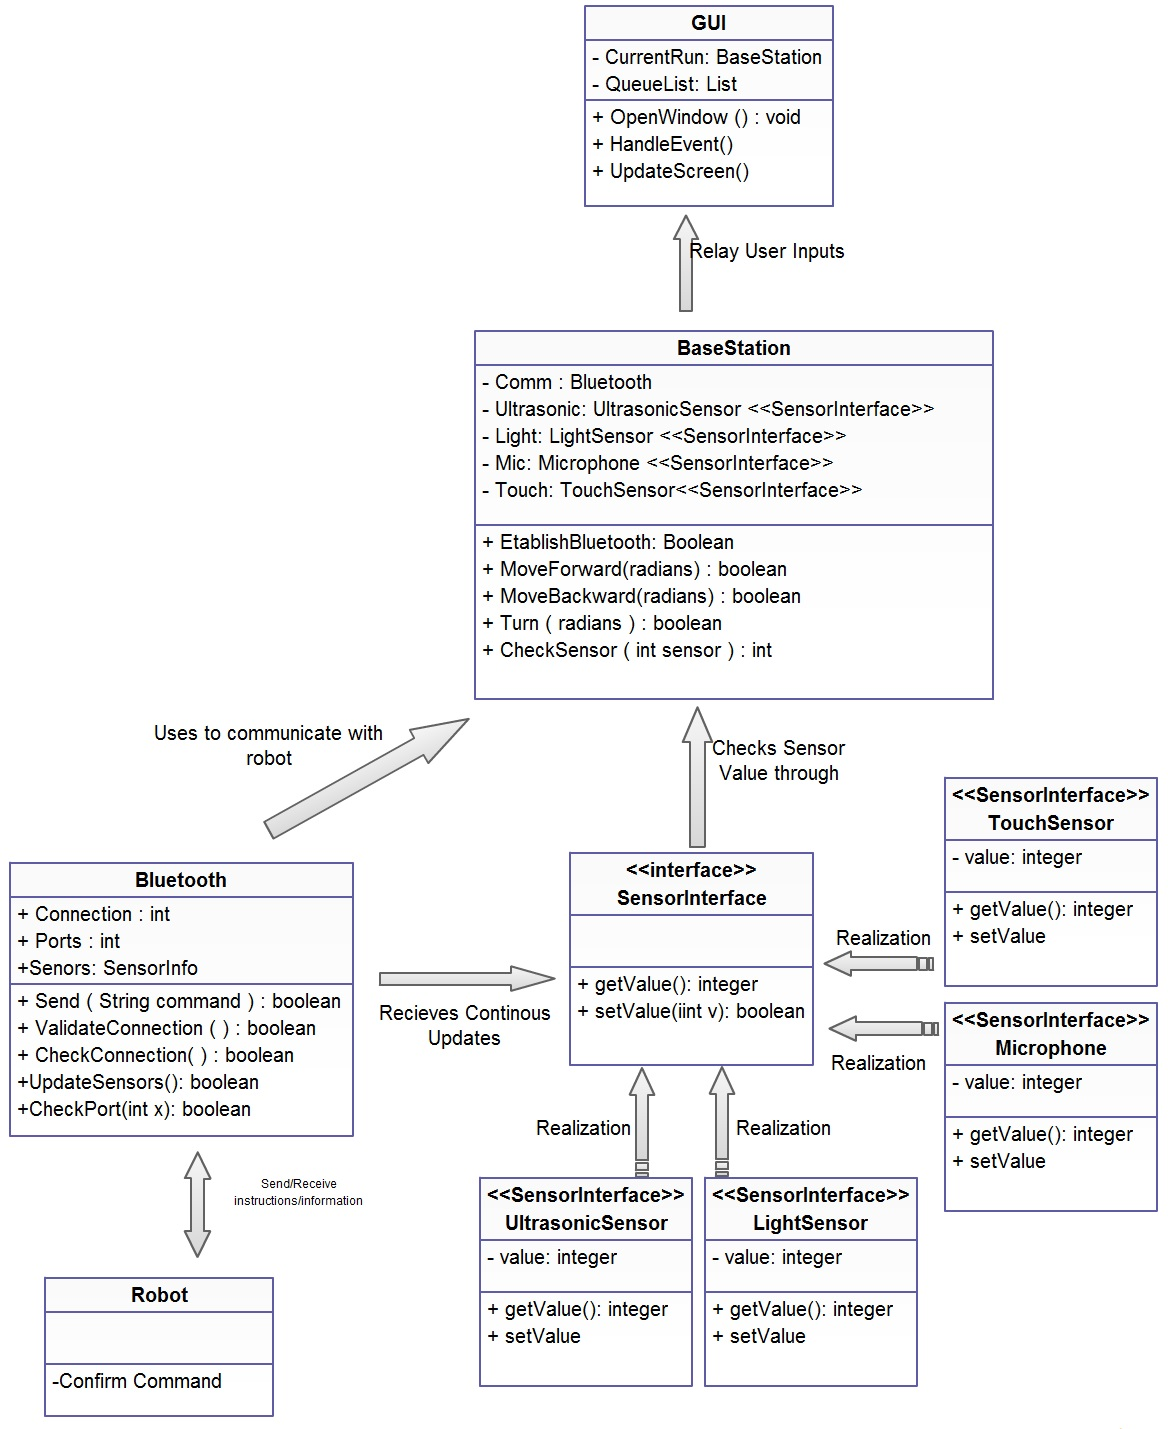 GUI
- CurrentRun: BaseStation
- QueueList: List
+ OpenWindow () : void
+ HandleEvent()
+ UpdateScreen()
Relay User Inputs
BaseStation
- Comm : Bluetooth
- Ultrasonic: UltrasonicSensor <<SensorInterface>>
- Light: LightSensor <<SensorInterface>>
- Mic: Microphone <<SensorInterface>>
- Touch: TouchSensor<<SensorInterface>>
+ EtablishBluetooth: Boolean
+ MoveForward(radians) : boolean
+ MoveBackward(radians) : boolean
+ Turn ( radians ) : boolean
+ CheckSensor ( int sensor ) : int
Uses to communicate with
robot
Checks Sensor
Value through
<<SensorInterface>>
TouchSensor
- value: integer
+ getValue(): integer
+ setValue
Bluetooth
+ Connection : int
+ Ports : int
+Senors: SensorInfo
+ Send ( String command ) : boolean
+ ValidateConnection ( ) : boolean
+ CheckConnection( ) : boolean
+UpdateSensors(): boolean
+CheckPort(int x): boolean
Recieves Continous
Updates
<<interface>>
SensorInterface
+ getValue(): integer
+ setValue(iint v): boolean
Realization
Realization
<<SensorInterface>>
Microphone
- value: integer
+ getValue(): integer
+ setValue
Realization
Realization
Send/Receive
instructions/information
<<SensorInterface>>
UltrasonicSensor
- value: integer
+ getValue(): integer
+ setValue
<<SensorInterface>>
LightSensor
- value: integer
+ getValue(): integer
+ setValue
Robot
-Confirm Command